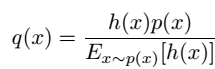 q(x) = \frac{h(x)p(x)}{E_{x \sim p(x)}[h(x)]}